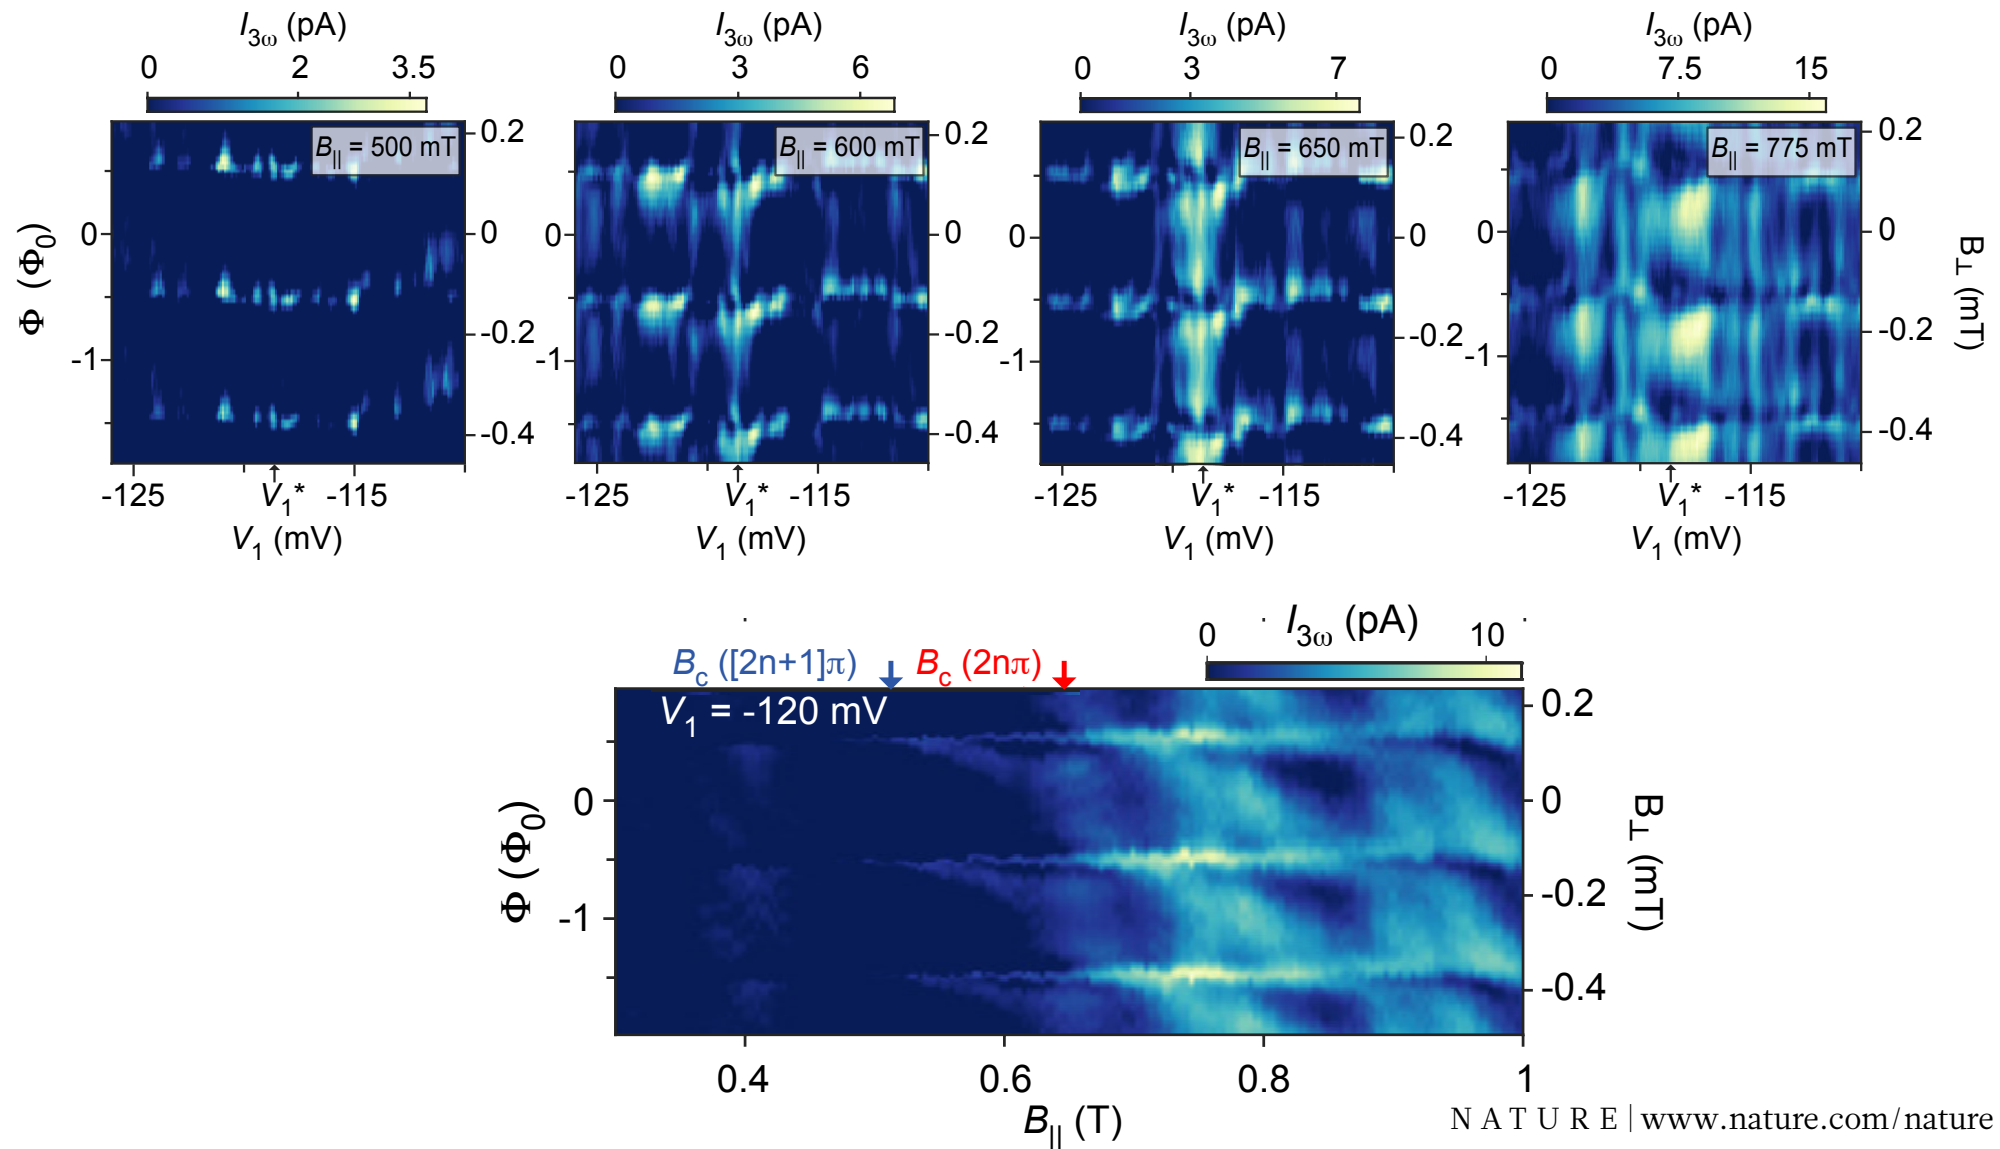 I3ω (pA) I3ω (pA) I3ω (pA) I3ω (pA)
0 2 3.5 0 3 6 0 3 7 0 7.5 15
B|| = 500 mT B|| = 600 mT B|| = 650 mT B|| = 775 mT
0.2 0.2 0.2 0.2
0 0 0 0 0 0 0 0
Φ (Φ0)
B⊥ (mT)
-0.2 -0.2 -0.2 -0.2
-1 -1 -1 -1
-0.4 -0.4 -0.4 -0.4
-125 V1* -115 -125 V1* -115 -125 V1* -115 -125 V1* -115
V1 (mV) V1 (mV) V1 (mV) V1 (mV)
I3ω (pA)
0 10
Bc ([2n+1]π) Bc (2nπ)
V1 = -120 mV
0.2
0 0
Φ (Φ0)
B⊥ (mT)
-0.2
-1
-0.4
0.4 0.6 0.8 1
B|| (T)
NATURE | www.nature.com/nature